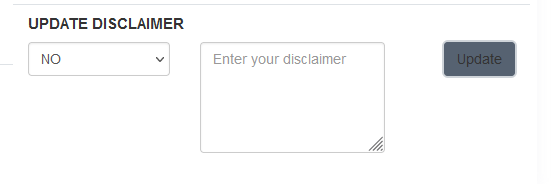 UPDATE DISCLAIMER
NO
Enter your disclaimer
Update